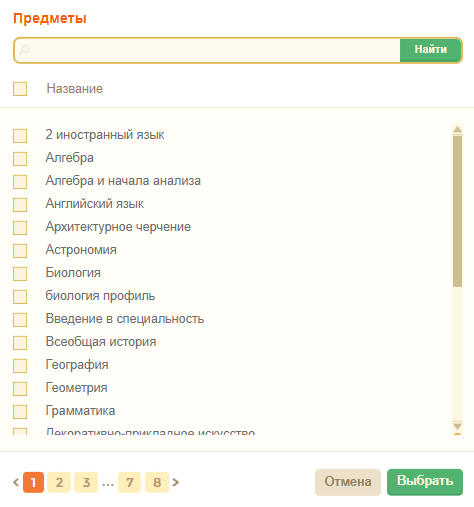 Предметы
Найти
Название
2 иностранный язык
Алгебра
Алгебра и начала анализа
Английский язык
Архитектурное черчение
Астрономия
Биология
биология профиль
Введение в специальность
Всеобщая история
География
Геометрия
Грамматика
Декоративно-прикладное искусство
‹ 1 2 3 ... 7 8 › Отмена Выбрать